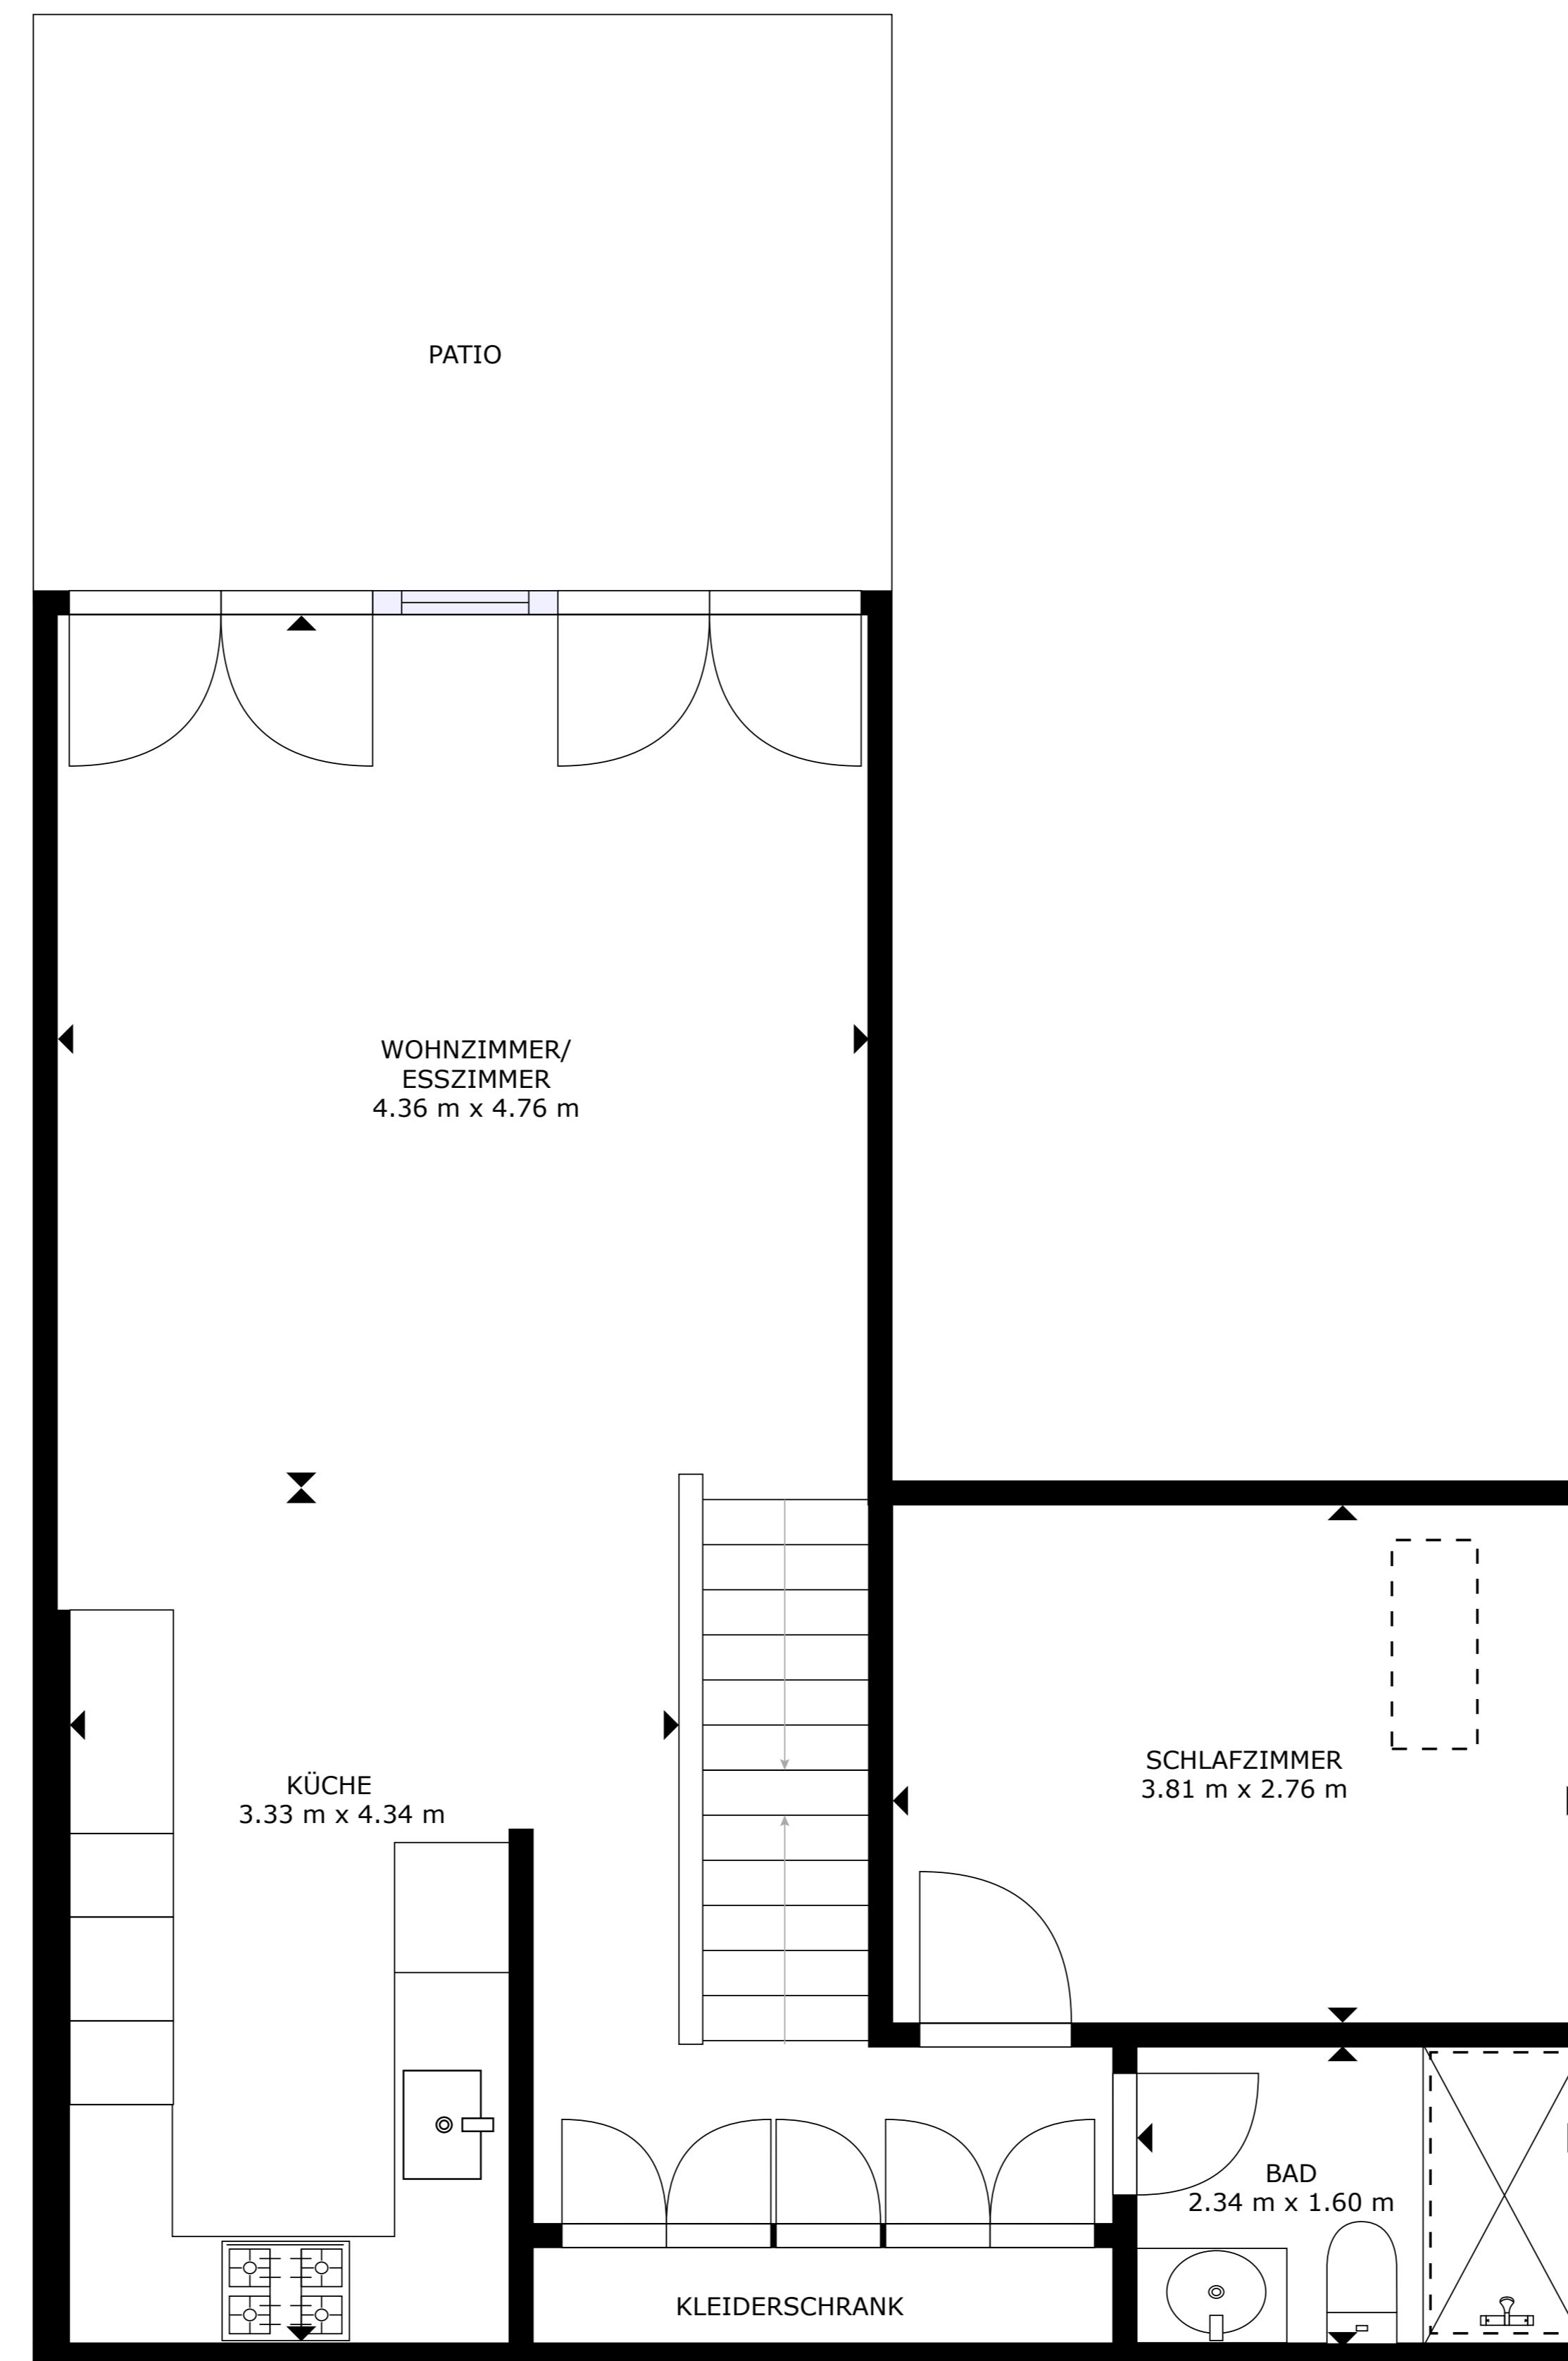 PATIO
WOHNZIMMER/
ESSZIMMER
4.36 m x 4.76 m
KÜCHE
3.33 m x 4.34 m
SCHLAFZIMMER
3.81 m x 2.76 m
BAD
2.34 m x 1.60 m
KLEIDERSCHRANK